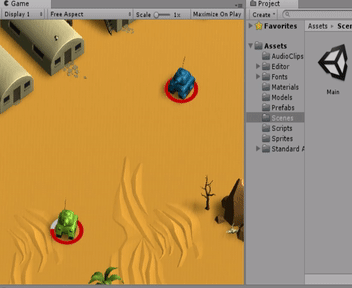 Game
Display 1 Free Aspect Scale 1x Maximize On Play
Project
Create
Favorites
Assets
AudioClips
Editor
Fonts
Materials
Models
Prefabs
Scenes
Scripts
Sprites
Standard A
Assets Scen
Main